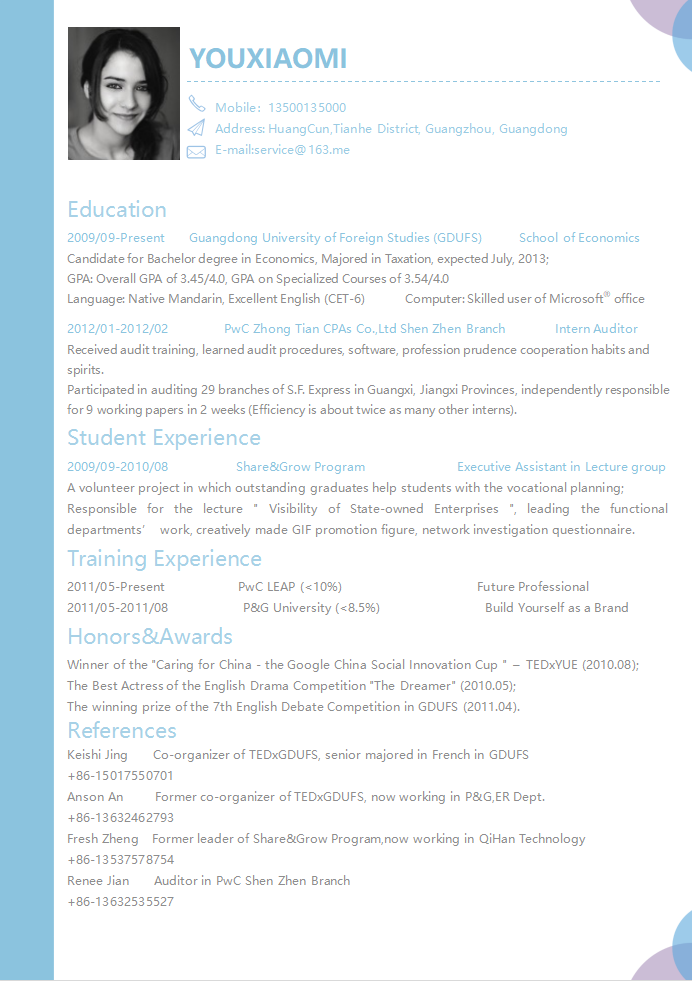 YOUXIAOMI
Mobile: 13500135000
Address: HuangCun,Tianhe District, Guangzhou, Guangdong
E-mail:service@163.me
Education
2009/09-Present Guangdong University of Foreign Studies (GDUFS) School of Economics
Candidate for Bachelor degree in Economics, Majored in Taxation, expected July, 2013;
GPA: Overall GPA of 3.45/4.0, GPA on Specialized Courses of 3.54/4.0
Language: Native Mandarin, Excellent English (CET-6) Computer: Skilled user of Microsoft® office
2012/01-2012/02 PwC Zhong Tian CPAs Co.,Ltd Shen Zhen Branch Intern Auditor
Received audit training, learned audit procedures, software, profession prudence cooperation habits and
spirits.
Participated in auditing 29 branches of S.F. Express in Guangxi, Jiangxi Provinces, independently responsible
for 9 working papers in 2 weeks (Efficiency is about twice as many other interns).
Student Experience
2009/09-2010/08 Share&Grow Program Executive Assistant in Lecture group
A volunteer project in which outstanding graduates help students with the vocational planning;
Responsible for the lecture " Visibility of State-owned Enterprises ", leading the functional
departments' work, creatively made GIF promotion figure, network investigation questionnaire.
Training Experience
2011/05-Present PwC LEAP (<10%) Future Professional
2011/05-2011/08 P&G University (<8.5%) Build Yourself as a Brand
Honors&Awards
Winner of the "Caring for China - the Google China Social Innovation Cup " – TEDxYUE (2010.08);
The Best Actress of the English Drama Competition "The Dreamer" (2010.05);
The winning prize of the 7th English Debate Competition in GDUFS (2011.04).
References
Keishi Jing Co-organizer of TEDxGDUFS, senior majored in French in GDUFS
+86-15017550701
Anson An Former co-organizer of TEDxGDUFS, now working in P&G,ER Dept.
+86-13632462793
Fresh Zheng Former leader of Share&Grow Program,now working in QiHan Technology
+86-13537578754
Renee Jian Auditor in PwC Shen Zhen Branch
+86-13632535527